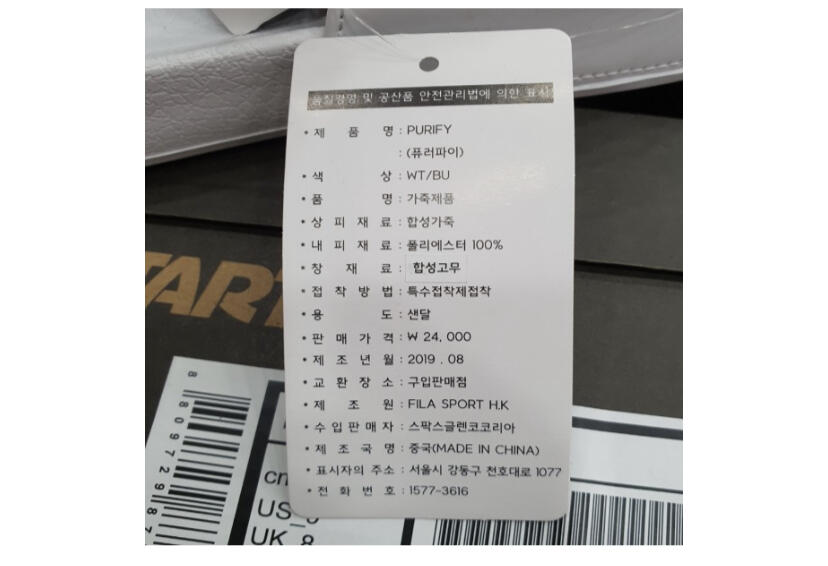 품질경영 및 공산품 안전관리법에 의한 표시
• 제 품 명 : PURIFY
: (퓨러파이)
• 색 상 : WT/BU
• 품 명 : 가죽제품
• 상 피 재 료 : 합성가죽
• 내 피 재 료 : 폴리에스터 100%
• 창 재 료 : 합성고무
• 접 착 방 법 : 특수접착제접착
• 용 도 : 샌달
• 판 매 가 격 : ₩ 24,000
• 제 조 년 월 : 2019 . 08
• 교 환 장 소 : 구입판매점
• 제 조 원 : FILA SPORT H.K
• 수 입 판 매 자 : 스팍스글렌코코리아
• 제 조 국 명 : 중국(MADE IN CHINA)
• 표시자의 주소 : 서울시 강동구 천호대로 1077
• 전 화 번 호 : 1577-3616
TART
8 809729 87
cm
US_
UK_8